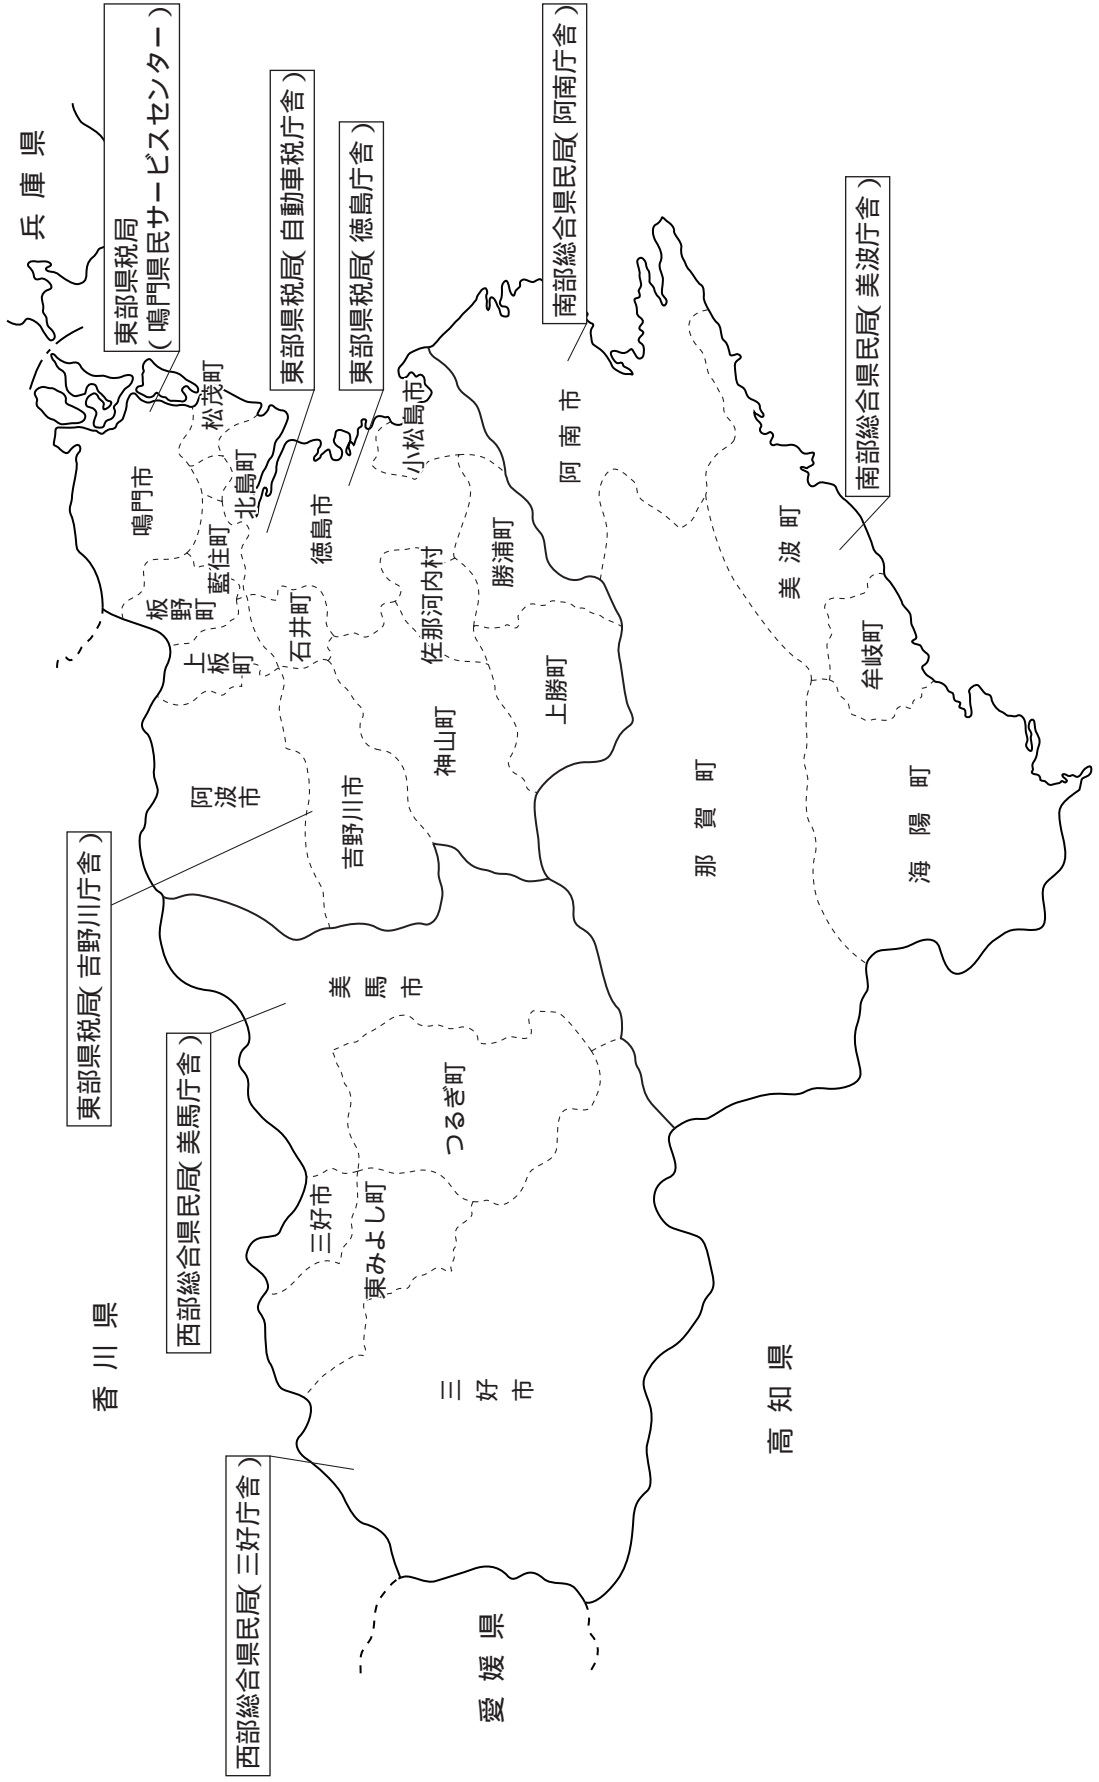 兵庫県
東部県税局
(鳴門県民サービスセンター)
東部県税局(自動車税庁舎)
東部県税局(徳島庁舎)
南部総合県民局(阿南庁舎)
南部総合県民局(美波庁舎)
東部県税局(吉野川庁舎)
西部総合県民局(美馬庁舎)
西部総合県民局(三好庁舎)
香川県
愛媛県
高知県
鳴門市
松茂町
北島町
藍住町
板野町
上板町
徳島市
石井町
小松島市
佐那河内村
勝浦町
上勝町
神山町
阿波市
吉野川市
阿南市
美波町
牟岐町
那賀町
海陽町
美馬市
つるぎ町
三好市
東みよし町
三好市